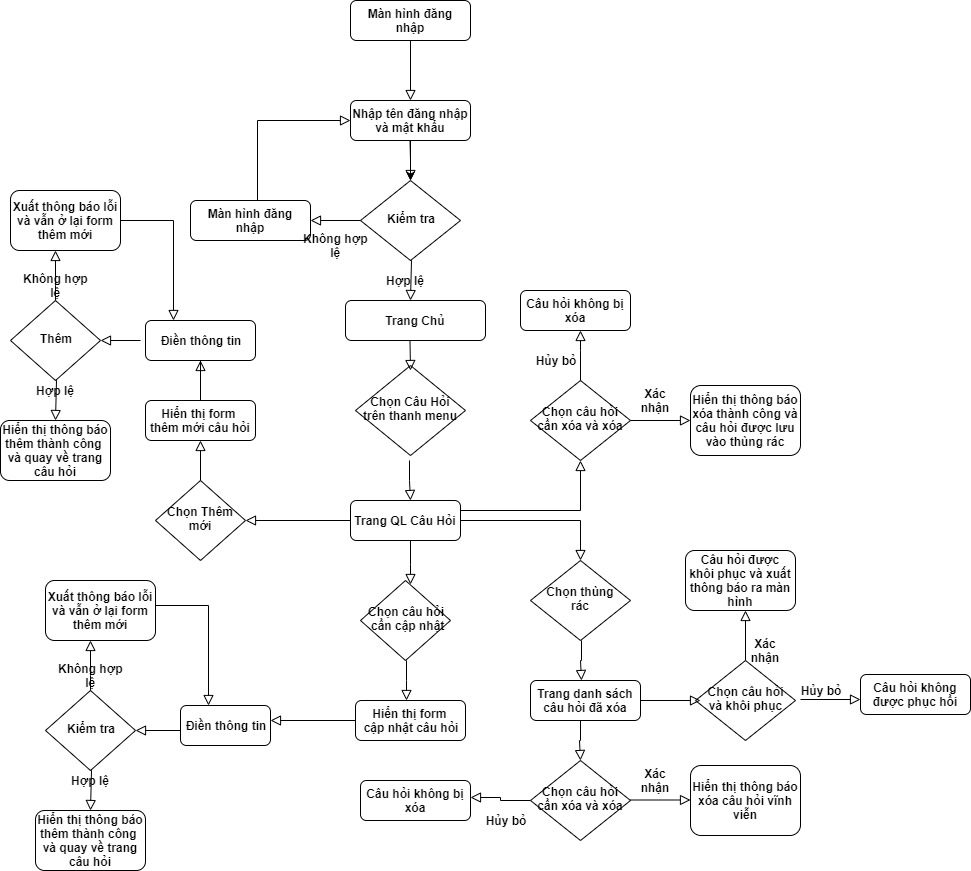 Màn hình đăng
nhập
Nhập tên đăng nhập
và mật khẩu
Kiểm tra
Màn hình đăng
nhập
Không hợp
lệ
Hợp lệ
Trang Chủ
Chọn Câu Hỏi
trên thanh menu
Trang QL Câu Hỏi
Xuất thông báo lỗi
và vẫn ở lại form
thêm mới
Không hợp
lệ
Thêm
Hợp lệ
Hiển thị thông báo
thêm thành công
và quay về trang
câu hỏi
Điền thông tin
Hiển thị form
thêm mới câu hỏi
Chọn Thêm
mới
Câu hỏi không bị
xóa
Hủy bỏ
Chọn câu hỏi
cần xóa và xóa
Xác
nhận
Hiển thị thông báo
xóa thành công và
câu hỏi được lưu
vào thùng rác
Chọn thùng
rác
Trang danh sách
câu hỏi đã xóa
Câu hỏi được
khôi phục và xuất
thông báo ra màn
hình
Xác
nhận
Chọn câu hỏi
và khôi phục
Hủy bỏ
Câu hỏi không
được phục hồi
Chọn câu hỏi
cần xóa và xóa
Xác
nhận
Hiển thị thông báo
xóa câu hỏi vĩnh
viễn
Hủy bỏ
Câu hỏi không bị
xóa
Chọn câu hỏi
cần cập nhật
Hiển thị form
cập nhật câu hỏi
Điền thông tin
Xuất thông báo lỗi
và vẫn ở lại form
thêm mới
Không hợp
lệ
Kiểm tra
Hợp lệ
Hiển thị thông báo
thêm thành công
và quay về trang
câu hỏi